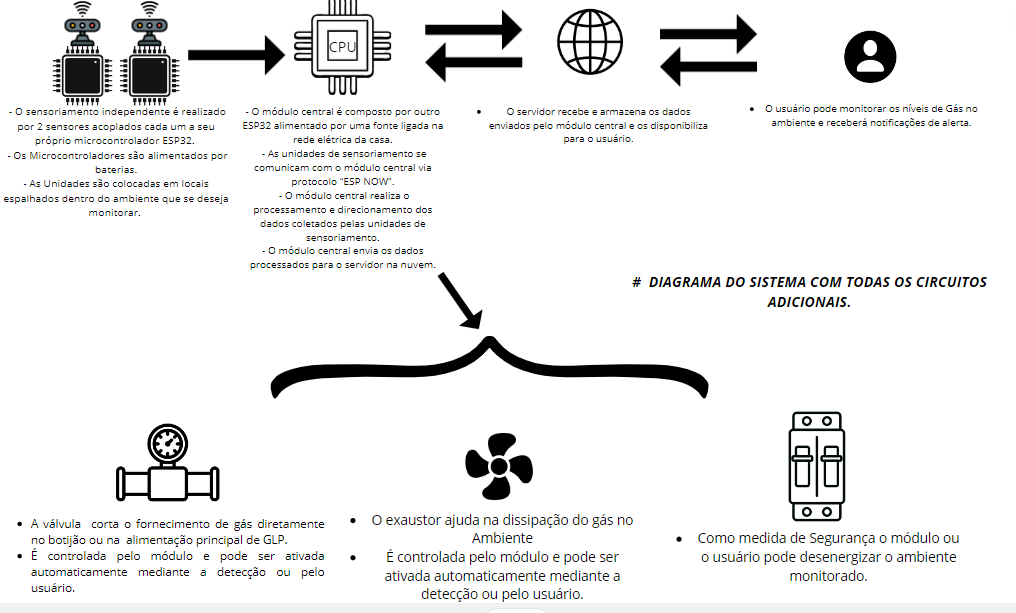 CPU
- O sensoriamento independente é realizado
por 2 sensores acoplados cada um a seu
próprio microcontrolador ESP32.
- Os Microcontroladores são alimentados por
baterias.
- As Unidades são colocadas em locais
espalhados dentro do ambiente que se deseja
monitorar.
- O módulo central é composto por outro
ESP32 alimentado por uma fonte ligada na
rede elétrica da casa.
- As unidades de sensoriamento se
comunicam com o módulo central via
protocolo "ESP NOW".
- O módulo central realiza o
processamento e direcionamento dos
dados coletados pelas unidades de
sensoriamento.
- O módulo central envia os dados
processados para o servidor na nuvem.
• O servidor recebe e armazena os dados
enviados pelo módulo central e os disponibiliza
para o usuário.
• O usuário pode monitorar os níveis de Gás no
ambiente e receberá notificações de alerta.
# DIAGRAMA DO SISTEMA COM TODAS OS CIRCUITOS
ADICIONAIS.
• A válvula corta o fornecimento de gás diretamente
no botijão ou na alimentação principal de GLP.
• É controlada pelo módulo e pode ser ativada
automaticamente mediante a detecção ou pelo
usuário.
• O exaustor ajuda na dissipação do gás no
Ambiente
• É controlada pelo módulo e pode ser
ativada automaticamente mediante a
detecção ou pelo usuário.
• Como medida de Segurança o módulo ou
o usuário pode desenergizar o ambiente
monitorado.